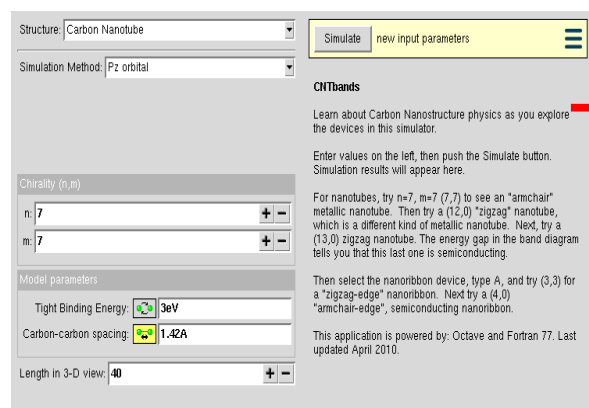 Structure: Carbon Nanotube
Simulation Method: Pz orbital
Chirality (n,m)
n: 7
m: 7
Model parameters
Tight Binding Energy: 3eV
Carbon-carbon spacing: 1.42A
Length in 3-D view: 40
Simulate new input parameters
CNTbands
Learn about Carbon Nanostructure physics as you explore
the devices in this simulator.
Enter values on the left, then push the Simulate button.
Simulation results will appear here.
For nanotubes, try n=7, m=7 (7,7) to see an "armchair"
metallic nanotube. Then try a (12,0) "zigzag" nanotube,
which is a different kind of metallic nanotube. Next, try a
(13,0) zigzag nanotube. The energy gap in the band diagram
tells you that this last one is semiconducting.
Then select the nanoribbon device, type A, and try (3,3) for
a "zigzag-edge" nanoribbon. Next try a (4,0)
"armchair-edge", semiconducting nanoribbon.
This application is powered by: Octave and Fortran 77. Last
updated April 2010.